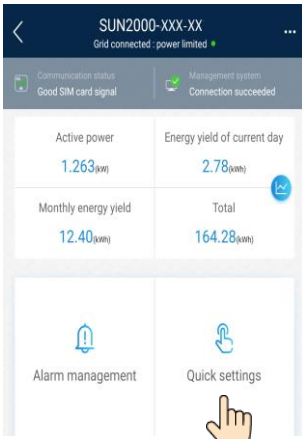 SUN2000-XXX-XX
Grid connected : power limited
Communication status
Good SIM card signal
Management system
Connection succeeded
Active power
1.263(kW)
Energy yield of current day
2.78(kWh)
Monthly energy yield
12.40(kWh)
Total
164.28(kWh)
Alarm management
Quick settings